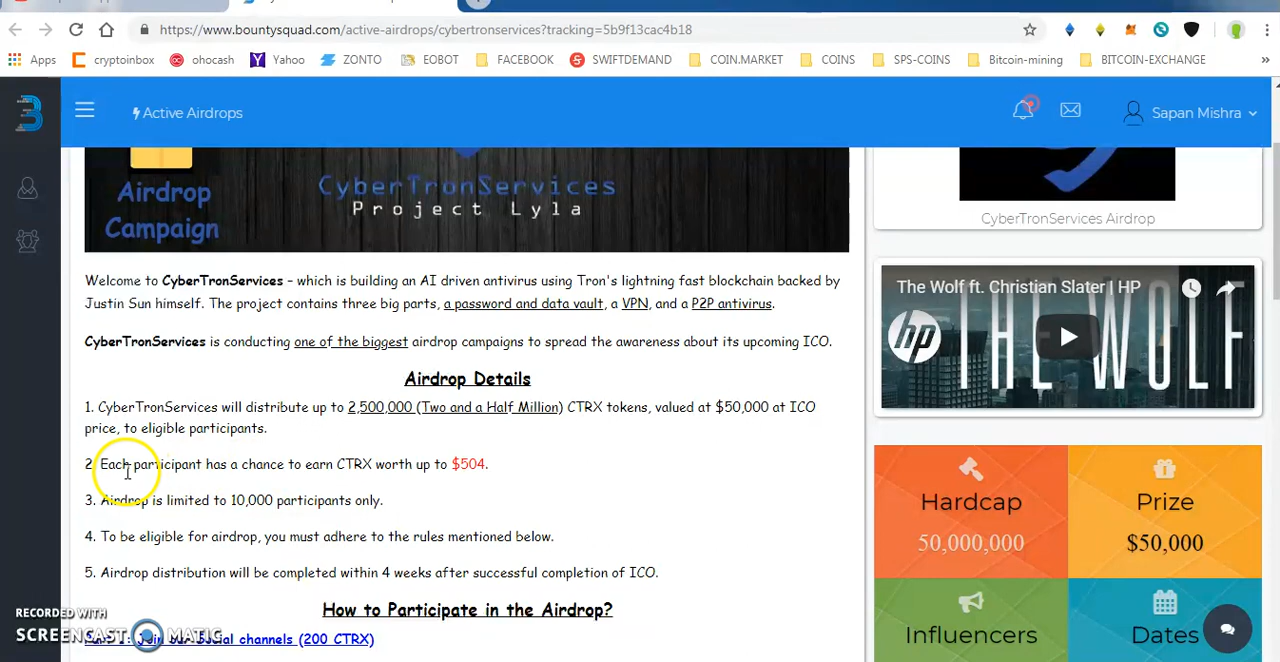 https://www.bountysquad.com/active-airdrops/cybertronservices?tracking=5b9f13cac4b18
Apps cryptoinbox ohocash Yahoo ZONTO EOBOT FACEBOOK SWIFTDEMAND COIN.MARKET COINS SPS-COINS Bitcoin-mining BITCOIN-EXCHANGE »
Active Airdrops
Sapan Mishra
Airdrop
Campaign
CyberTronServices
Project Lyla
CyberTronServices Airdrop
Welcome to CyberTronServices - which is building an AI driven antivirus using Tron's lightning fast blockchain backed by
Justin Sun himself. The project contains three big parts, a password and data vault, a VPN, and a P2P antivirus.
CyberTronServices is conducting one of the biggest airdrop campaigns to spread the awareness about its upcoming ICO.
Airdrop Details
1. CyberTronServices will distribute up to 2,500,000 (Two and a Half Million) CTRX tokens, valued at $50,000 at ICO
price, to eligible participants.
2. Each participant has a chance to earn CTRX worth up to $504.
3. Airdrop is limited to 10,000 participants only.
4. To be eligible for airdrop, you must adhere to the rules mentioned below.
5. Airdrop distribution will be completed within 4 weeks after successful completion of ICO.
How to Participate in the Airdrop?
Part 1: Join our Social channels (200 CTRX)
The Wolf ft. Christian Slater | HP
hp
THE WOLF
Hardcap
50,000,000
Prize
$50,000
Influencers
Dates
RECORDED WITH
SCREENCAST MATIC